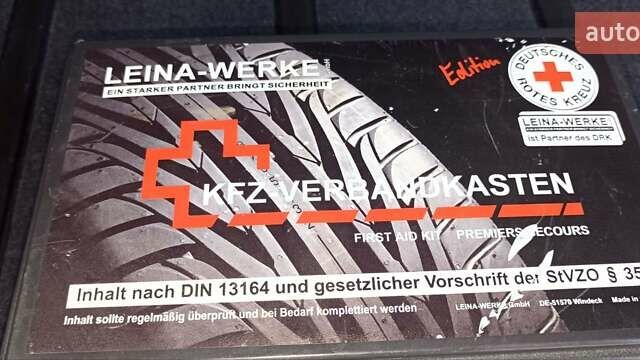 auto
LEINA-WERKE GmbH
EIN STARKER PARTNER BRINGT SICHERHEIT
Edition
DEUTSCHES
ROTES KREUZ
LEINA-WERKE
ist Partner des DRK
KFZ-VERBANDKASTEN
FIRST AID KIT PREMIERS SECOURS
Inhalt nach DIN 13164 und gesetzlicher Vorschrift der StVZO § 35
Inhalt sollte regelmäßig überprüft und bei Bedarf komplettiert werden
LEINA-WERKE GmbH DE-51570 Windeck Made in